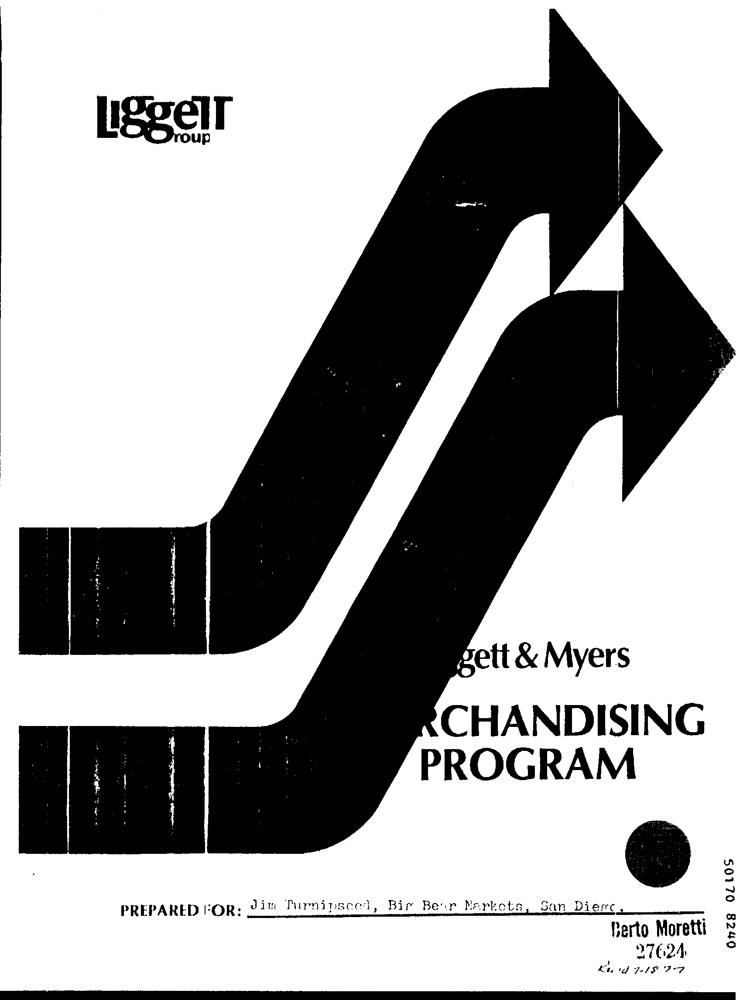 Liggett
Group
gett & Myers
RCHANDISING
PROGRAM
PREPARED FOR: Jim Turnipseed, Big Bear Markets, San Diego.
Berto Moretti
27624
50170 8240